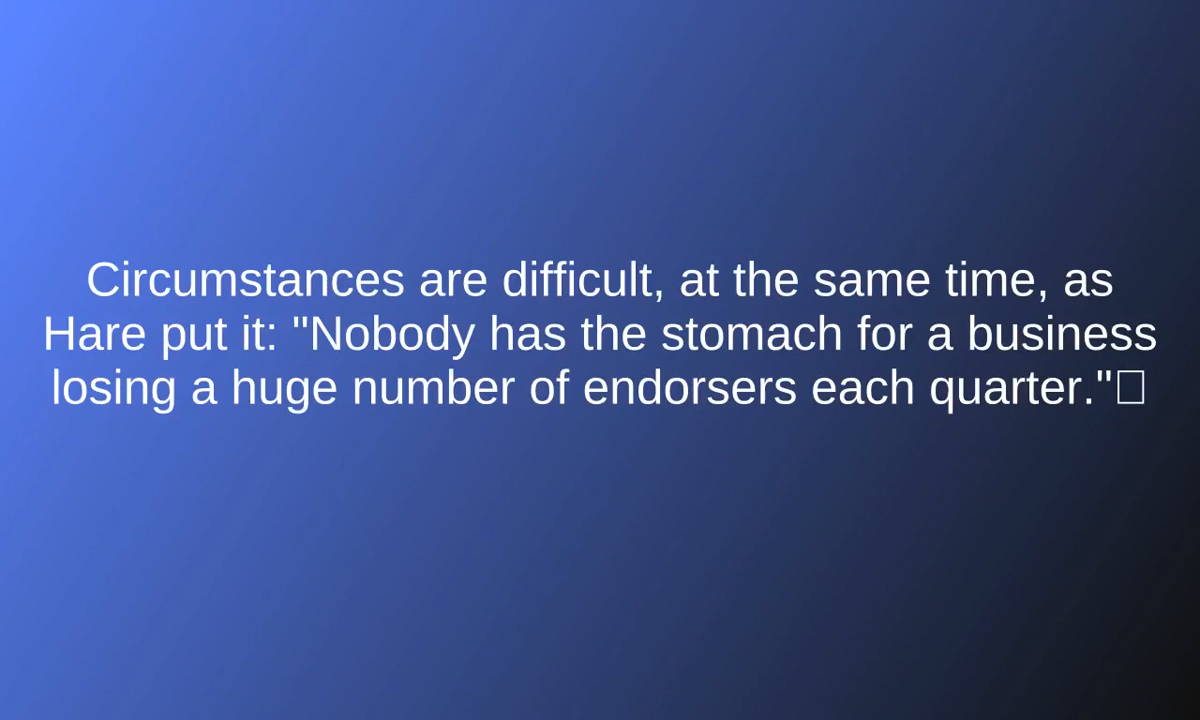 Circumstances are difficult, at the same time, as
Hare put it: "Nobody has the stomach for a business
losing a huge number of endorsers each quarter."